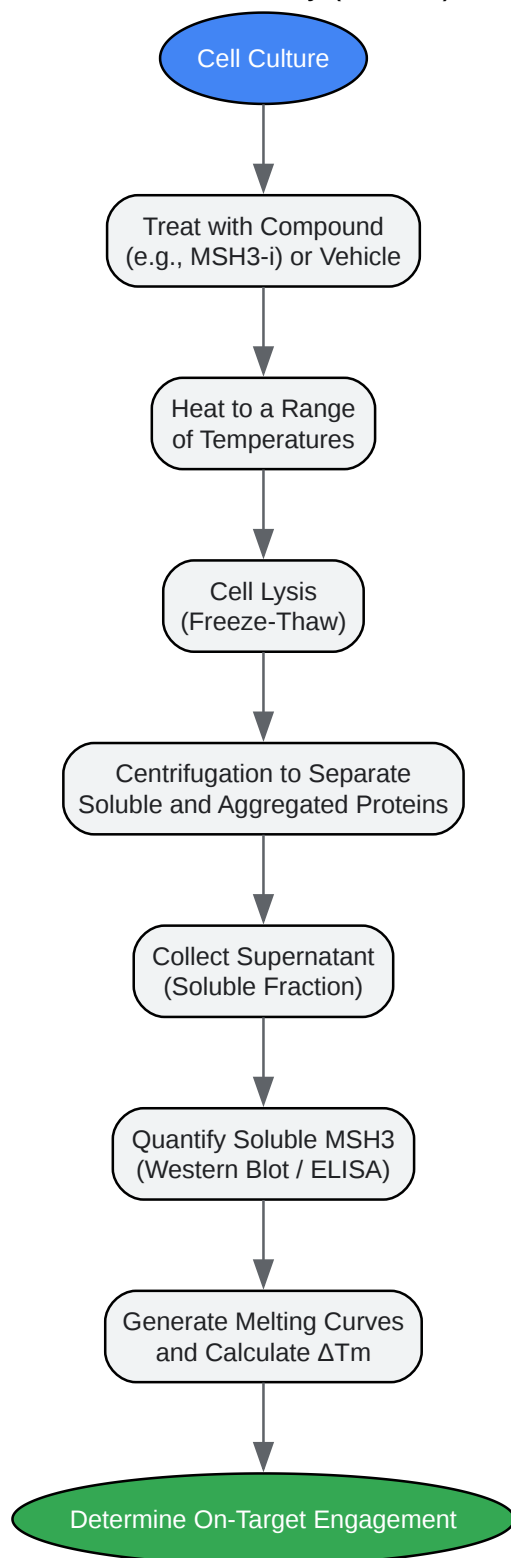 Cell Culture
Treat with Compound
(e.g., MSH3-i) or Vehicle
Heat to a Range
of Temperatures
Cell Lysis
(Freeze-Thaw)
Centrifugation to Separate
Soluble and Aggregated Proteins
Collect Supernatant
(Soluble Fraction)
Quantify Soluble MSH3
(Western Blot / ELISA)
Generate Melting Curves
and Calculate ΔTm
Determine On-Target Engagement